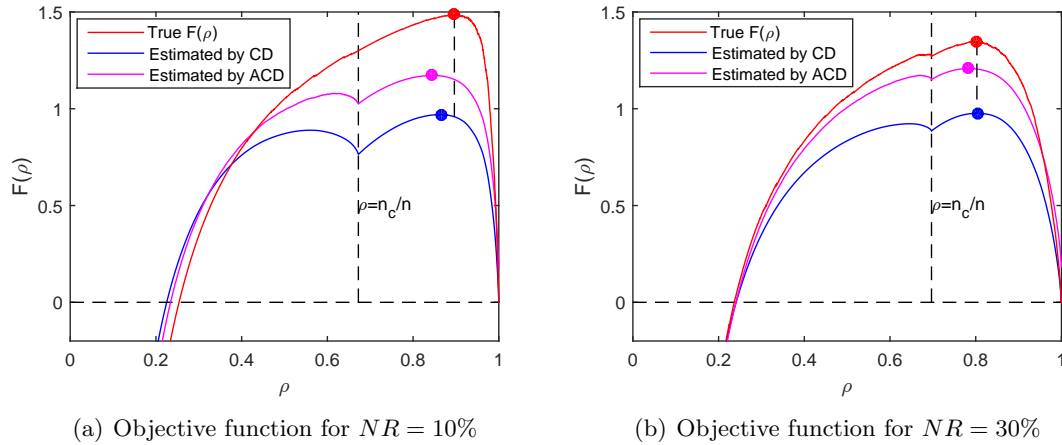 1.5
1
0.5
0
F(ρ)
True F(ρ)
Estimated by CD
Estimated by ACD
ρ=n_c/n
0 0.2 0.4 0.6 0.8 1
ρ
(a) Objective function for NR = 10%
1.5
1
0.5
0
F(ρ)
True F(ρ)
Estimated by CD
Estimated by ACD
ρ=n_c/n
0 0.2 0.4 0.6 0.8 1
ρ
(b) Objective function for NR = 30%